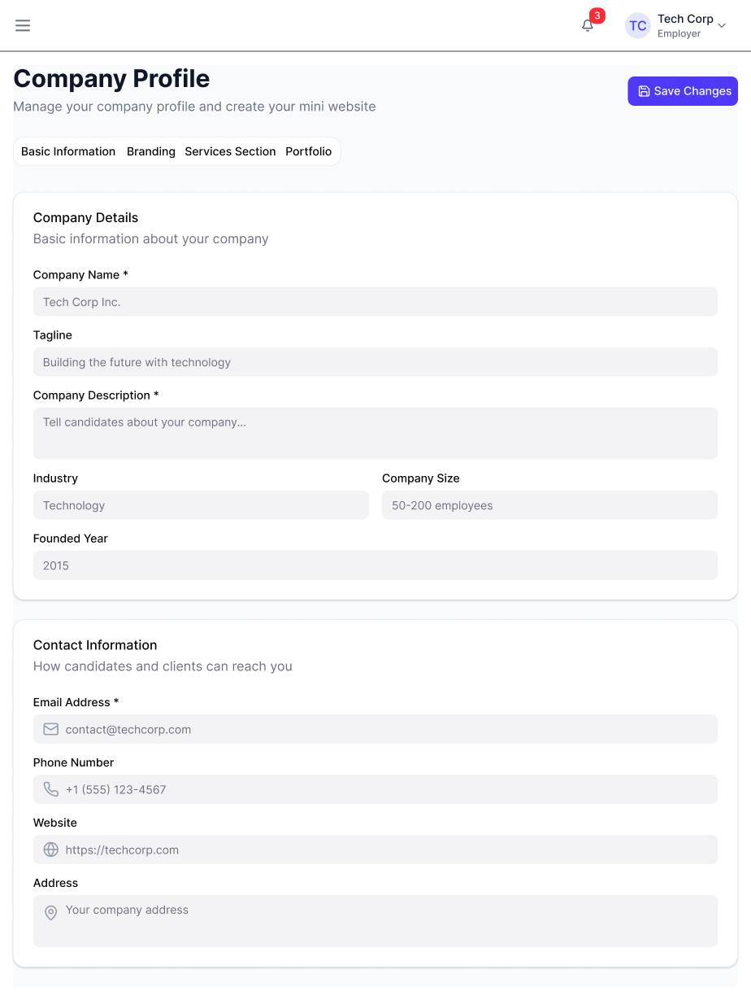 3
TC
Tech Corp
Employer
Company Profile
Manage your company profile and create your mini website
Save Changes
Basic Information Branding Services Section Portfolio
Company Details
Basic information about your company
Company Name *
Tech Corp Inc.
Tagline
Building the future with technology
Company Description *
Tell candidates about your company...
Industry Company Size
Technology 50-200 employees
Founded Year
2015
Contact Information
How candidates and clients can reach you
Email Address *
contact@techcorp.com
Phone Number
+1 (555) 123-4567
Website
https://techcorp.com
Address
Your company address